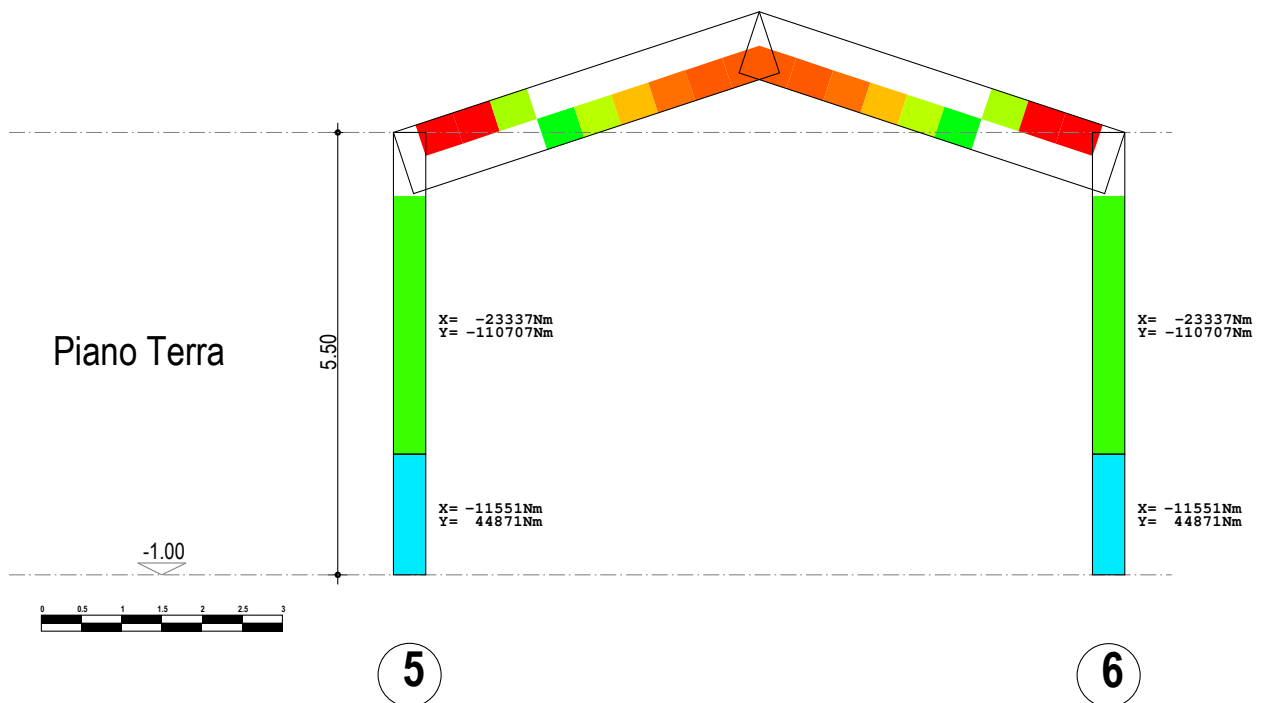 X=  -23337Nm
Y= -110707Nm
X=  -23337Nm
Y= -110707Nm
Piano Terra
5.50
X= -11551Nm
Y=  44871Nm
X= -11551Nm
Y=  44871Nm
-1.00
0 0.5 1 1.5 2 2.5 3
5
6